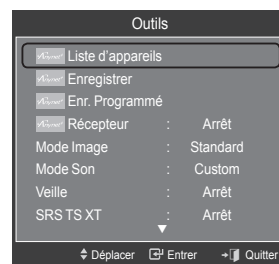 Outils
Liste d'appareils
Enregistrer
Enr. Programmé
Récepteur : Arrêt
Mode Image : Standard
Mode Son : Custom
Veille : Arrêt
SRS TS XT : Arrêt
Déplacer Entrer Quitter